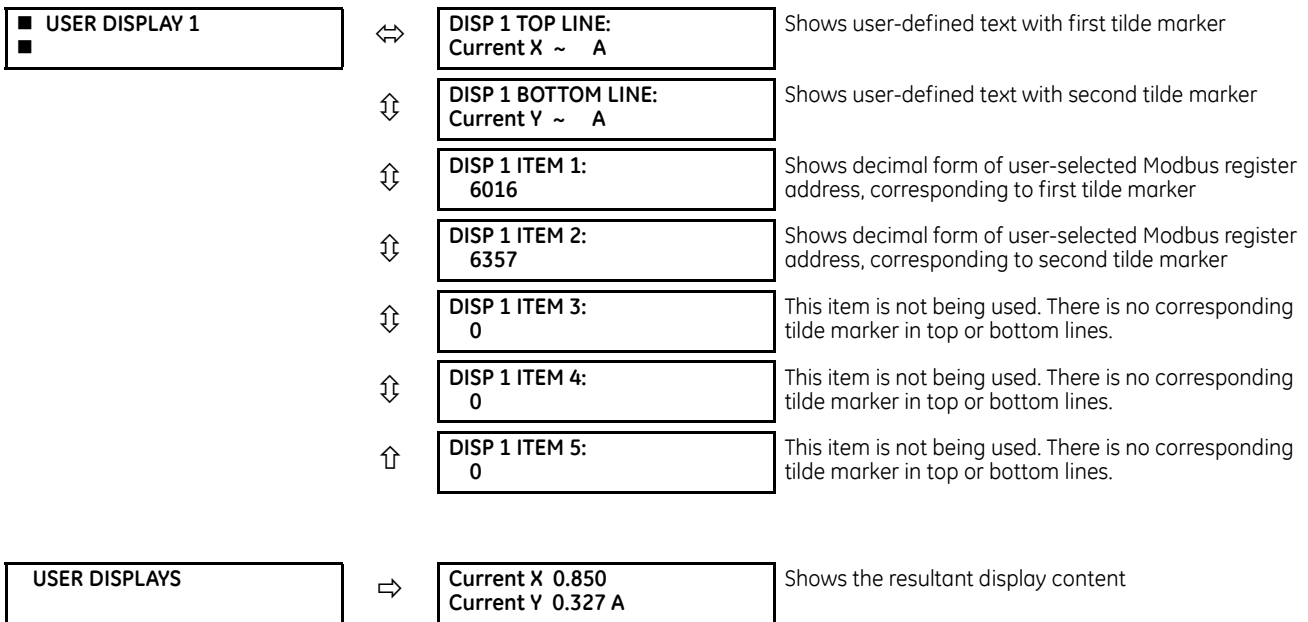 ■ USER DISPLAY 1
■
⇔
DISP 1 TOP LINE:
Current X ~ A
Shows user-defined text with first tilde marker
⇕
DISP 1 BOTTOM LINE:
Current Y ~ A
Shows user-defined text with second tilde marker
⇕
DISP 1 ITEM 1:
6016
Shows decimal form of user-selected Modbus register
address, corresponding to first tilde marker
⇕
DISP 1 ITEM 2:
6357
Shows decimal form of user-selected Modbus register
address, corresponding to second tilde marker
⇕
DISP 1 ITEM 3:
0
This item is not being used. There is no corresponding
tilde marker in top or bottom lines.
⇕
DISP 1 ITEM 4:
0
This item is not being used. There is no corresponding
tilde marker in top or bottom lines.
⇧
DISP 1 ITEM 5:
0
This item is not being used. There is no corresponding
tilde marker in top or bottom lines.
USER DISPLAYS
⇨
Current X 0.850
Current Y 0.327 A
Shows the resultant display content